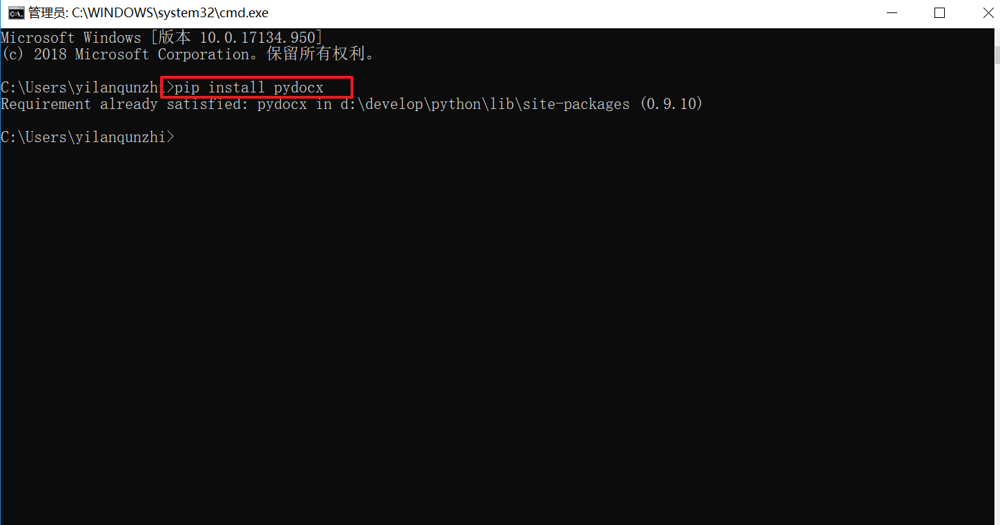 管理员: C:\WINDOWS\system32\cmd.exe
Microsoft Windows [版本 10.0.17134.950]
(c) 2018 Microsoft Corporation。保留所有权利。
C:\Users\yilanqunzhi>pip install pydocx
Requirement already satisfied: pydocx in d:\develop\python\lib\site-packages (0.9.10)
C:\Users\yilanqunzhi>